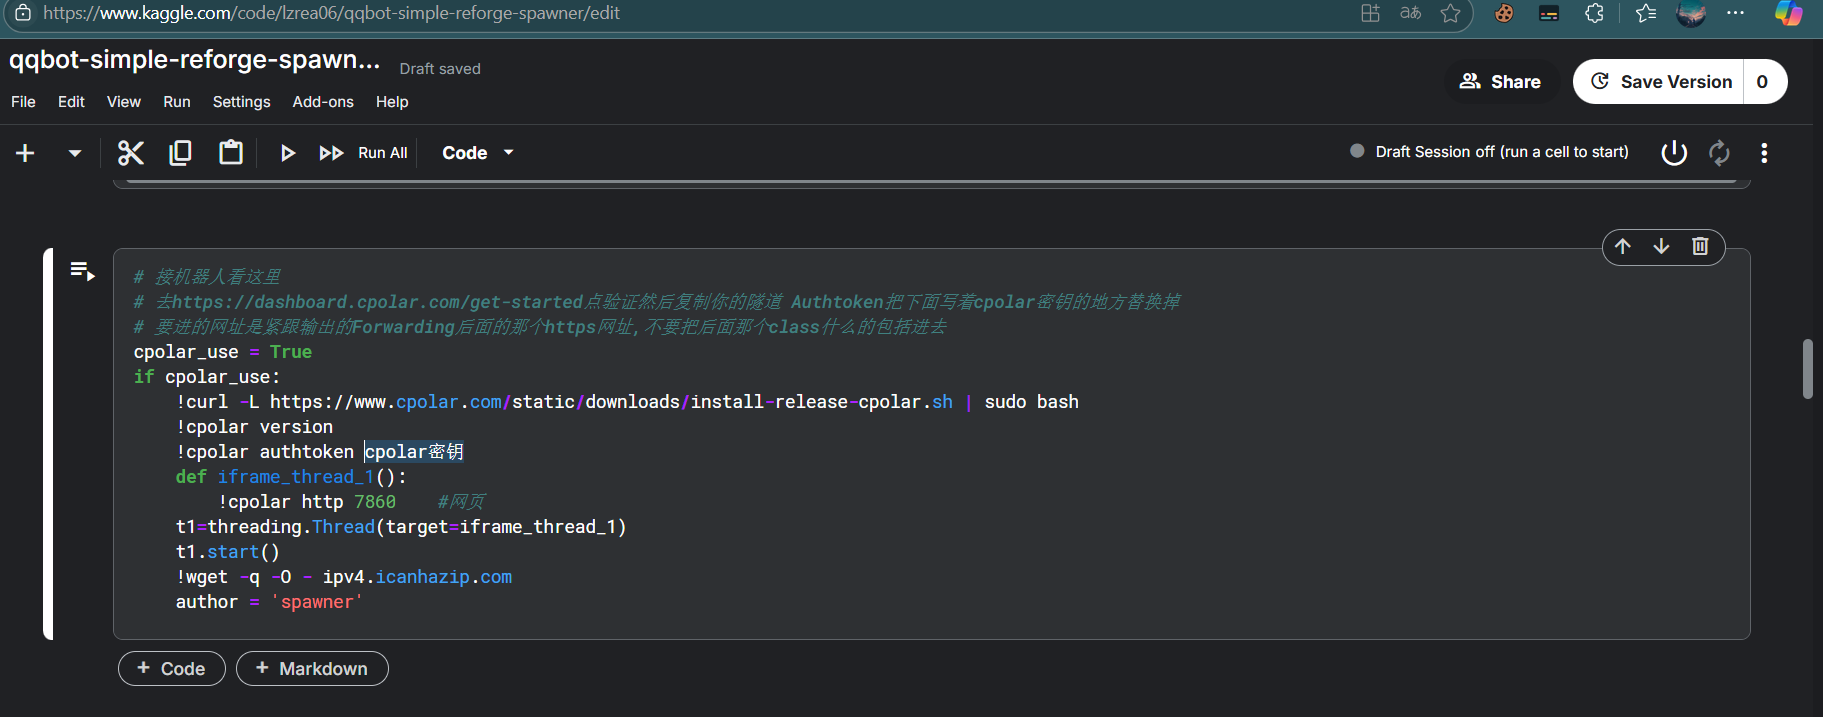 https://www.kaggle.com/code/lzrea06/qqbot-simple-reforge-spawner/edit
qqbot-simple-reforge-spawn...
Draft saved
Share
Save Version
0
File
Edit
View
Run
Settings
Add-ons
Help
Run All
Code
Draft Session off (run a cell to start)
# 接机器人看这里
# 去https://dashboard.cpolar.com/get-started点验证然后复制你的隧道 Authtoken把下面写着cpolar密钥的地方替换掉
# 要进的网址是紧跟输出的Forwarding后面的那个https网址,不要把后面那个class什么的包括进去
cpolar_use = True
if cpolar_use:
    !curl -L https://www.cpolar.com/static/downloads/install-release-cpolar.sh | sudo bash
    !cpolar version
    !cpolar authtoken cpolar密钥
    def iframe_thread_1():
        !cpolar http 7860    #网页
    t1=threading.Thread(target=iframe_thread_1)
    t1.start()
    !wget -q -O - ipv4.icanhazip.com
    author = 'spawner'
+ Code
+ Markdown